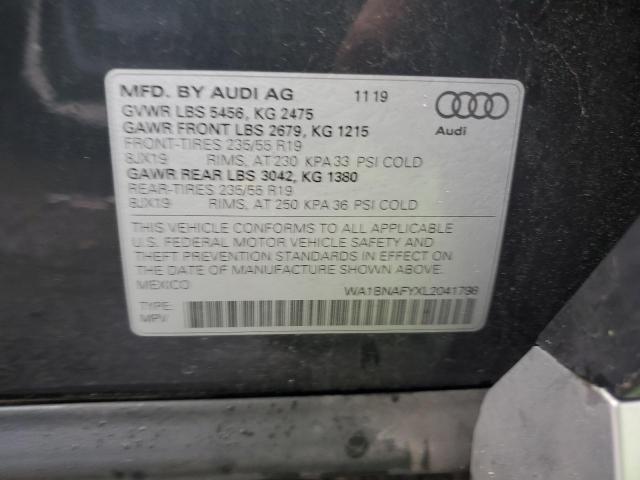 MFD. BY AUDI AG 11 19
GVWR LBS 5456, KG 2475
GAWR FRONT LBS 2679, KG 1215
FRONT-TIRES 235/55 R19
8JX19 RIMS, AT 230 KPA 33 PSI COLD
GAWR REAR LBS 3042, KG 1380
REAR-TIRES 235/55 R19
8JX19 RIMS, AT 250 KPA 36 PSI COLD
Audi
THIS VEHICLE CONFORMS TO ALL APPLICABLE
U.S. FEDERAL MOTOR VEHICLE SAFETY AND
THEFT PREVENTION STANDARDS IN EFFECT ON
THE DATE OF MANUFACTURE SHOWN ABOVE.
MEXICO WA1BNAFYXL2041796
TYPE:
MPV